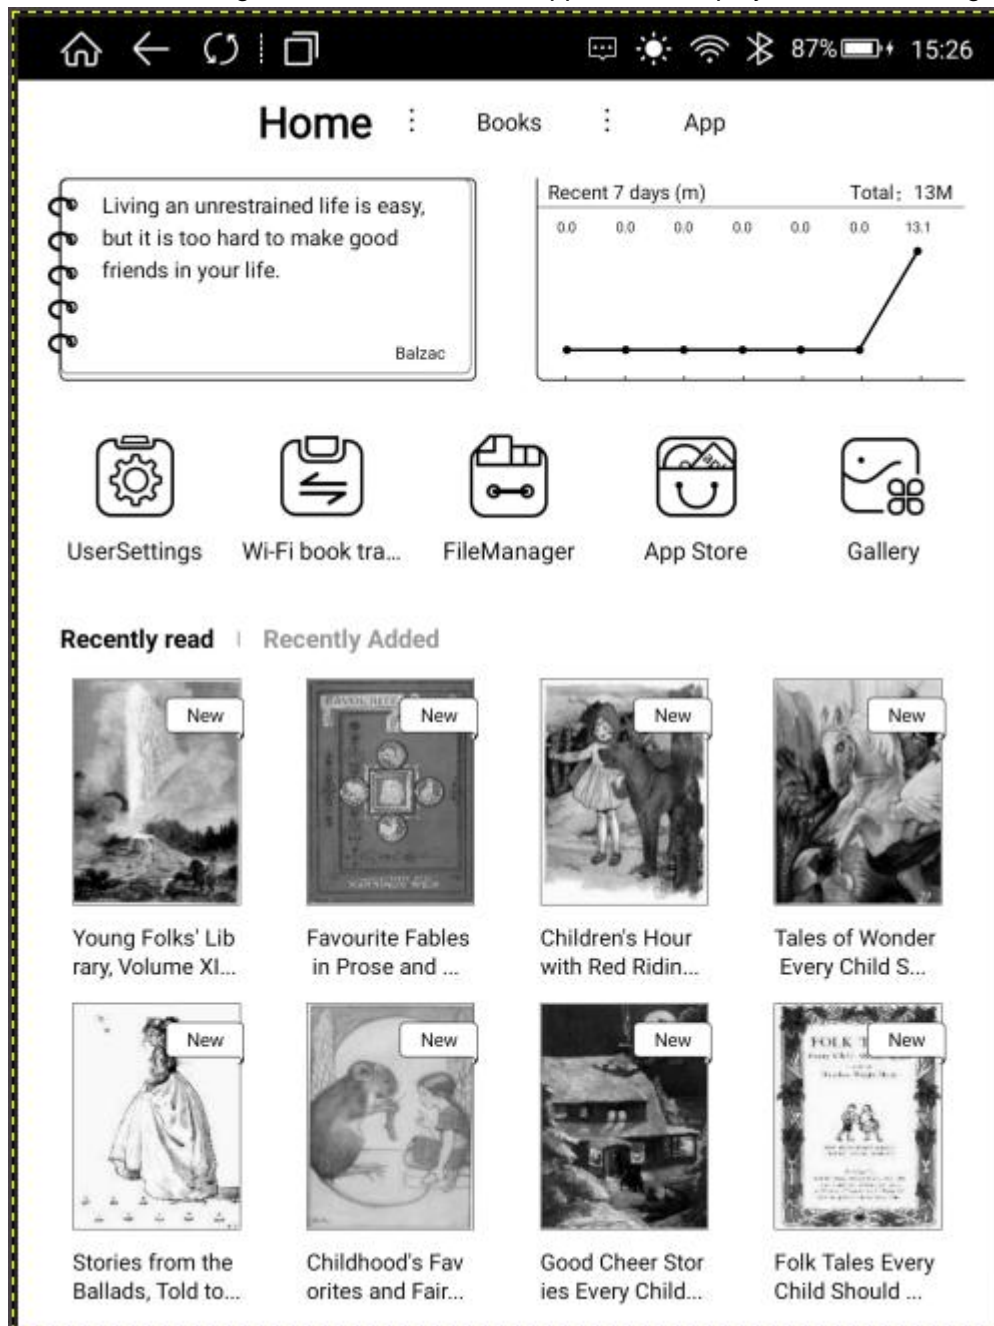 87% 15:26
Home Books App
Living an unrestrained life is easy,
but it is too hard to make good
friends in your life.
Balzac
Recent 7 days (m) Total: 13M
0.0 0.0 0.0 0.0 0.0 0.0 13.1
UserSettings Wi-Fi book tra... FileManager App Store Gallery
Recently read Recently Added
New New New New
Young Folks' Lib
rary, Volume XI...
Favourite Fables
in Prose and ...
Children's Hour
with Red Ridin...
Tales of Wonder
Every Child S...
New New New New
FOLK T
Stories from the
Ballads, Told to...
Childhood's Fav
orites and Fair...
Good Cheer Stor
ies Every Child...
Folk Tales Every
Child Should ...